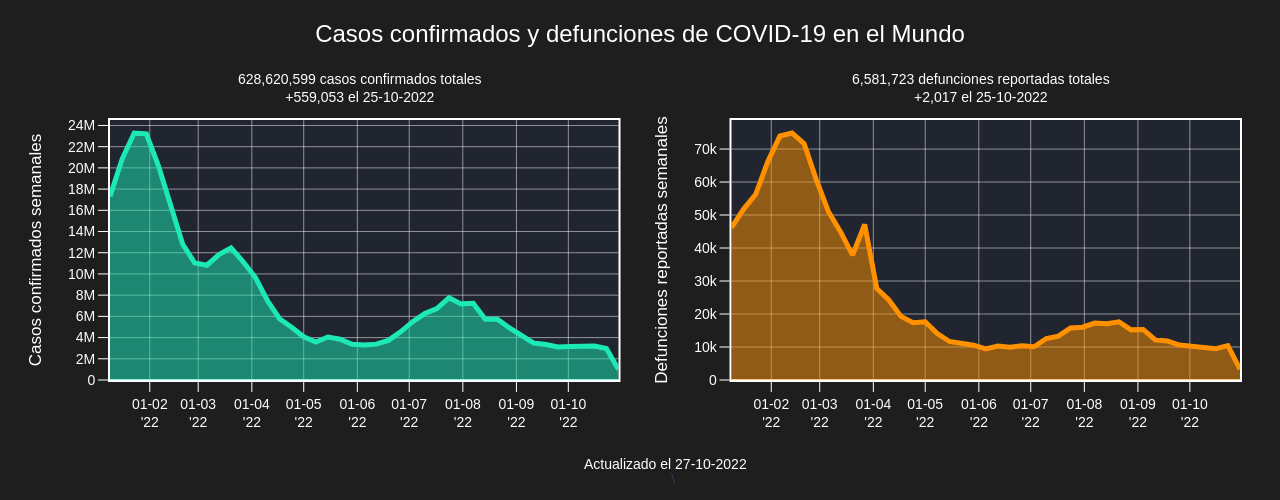 Casos confirmados y defunciones de COVID-19 en el Mundo
628,620,599 casos confirmados totales
+559,053 el 25-10-2022
Casos confirmados semanales
24M
22M
20M
18M
16M
14M
12M
10M
8M
6M
4M
2M
0
01-02 01-03 01-04 01-05 01-06 01-07 01-08 01-09 01-10
'22 '22 '22 '22 '22 '22 '22 '22 '22
6,581,723 defunciones reportadas totales
+2,017 el 25-10-2022
Defunciones reportadas semanales
70k
60k
50k
40k
30k
20k
10k
0
01-02 01-03 01-04 01-05 01-06 01-07 01-08 01-09 01-10
'22 '22 '22 '22 '22 '22 '22 '22 '22
Actualizado el 27-10-2022
\